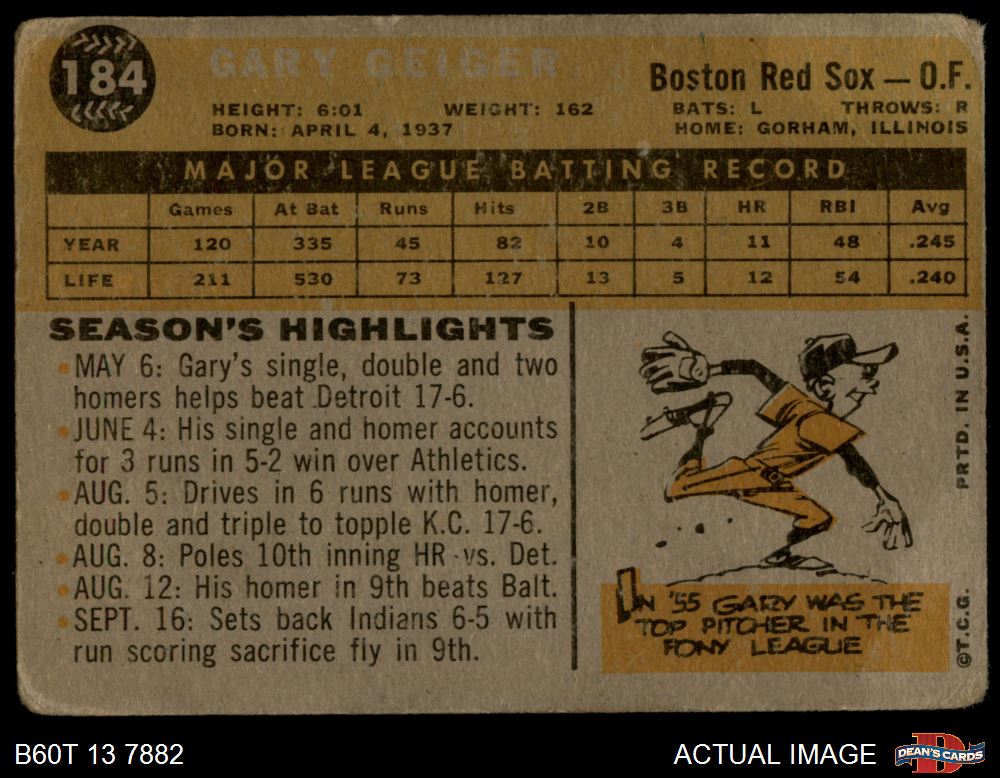 184
GARY GEIGER
Boston Red Sox — O.F.
HEIGHT: 6:01 WEIGHT: 162 BATS: L THROWS: R
BORN: APRIL 4, 1937 HOME: GORHAM, ILLINOIS
MAJOR LEAGUE BATTING RECORD
Games At Bat Runs Hits 2B 3B HR RBI Avg
YEAR 120 335 45 82 10 4 11 48 .245
LIFE 211 530 73 127 13 5 12 54 .240
SEASON'S HIGHLIGHTS
• MAY 6: Gary's single, double and two
homers helps beat Detroit 17-6.
• JUNE 4: His single and homer accounts
for 3 runs in 5-2 win over Athletics.
• AUG. 5: Drives in 6 runs with homer,
double and triple to topple K.C. 17-6.
• AUG. 8: Poles 10th inning HR vs. Det.
• AUG. 12: His homer in 9th beats Balt.
• SEPT. 16: Sets back Indians 6-5 with
run scoring sacrifice fly in 9th.
IN '55 GARY WAS THE
TOP PITCHER IN THE
PONY LEAGUE
©T.C.G. PRTD. IN U.S.A.
B60T 13 7882
ACTUAL IMAGE
DEAN'S CARDS